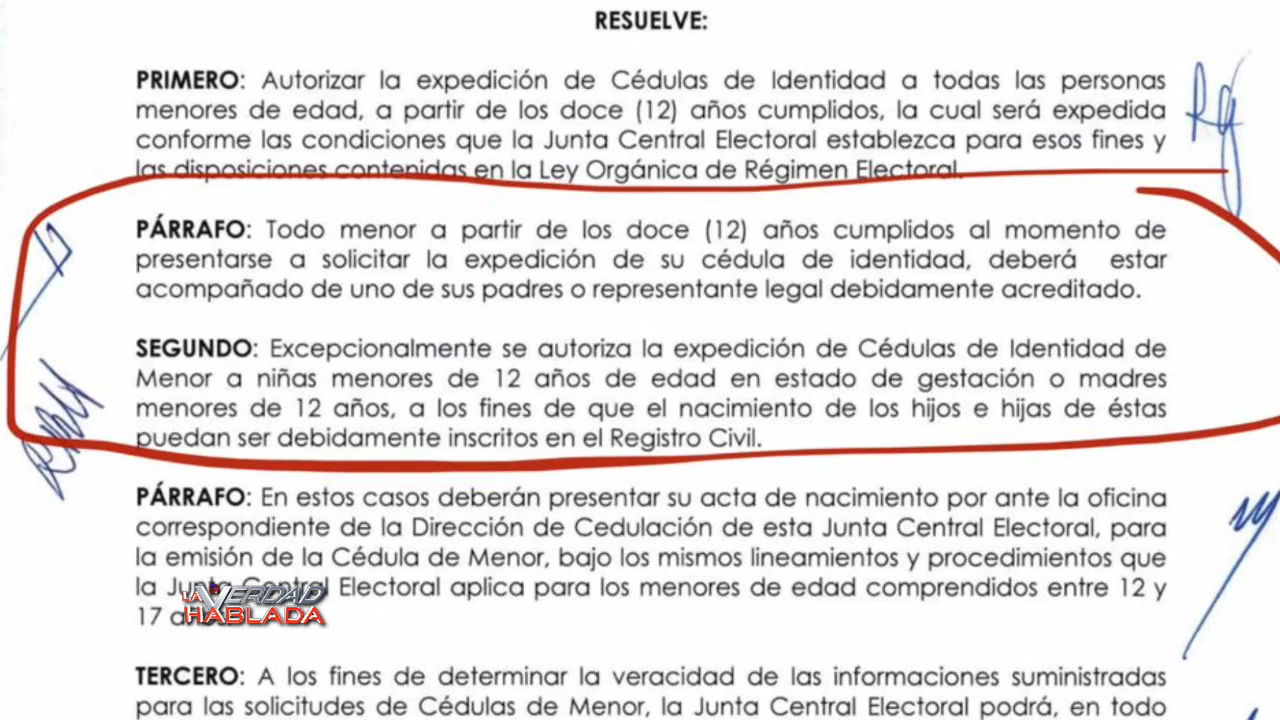 RESUELVE:
PRIMERO: Autorizar la expedición de Cédulas de Identidad a todas las personas
menores de edad, a partir de los doce (12) años cumplidos, la cual será expedida
conforme las condiciones que la Junta Central Electoral establezca para esos fines y
las disposiciones contenidas en la Ley Orgánica de Régimen Electoral.
PÁRRAFO: Todo menor a partir de los doce (12) años cumplidos al momento de
presentarse a solicitar la expedición de su cédula de identidad, deberá estar
acompañado de uno de sus padres o representante legal debidamente acreditado.
SEGUNDO: Excepcionalmente se autoriza la expedición de Cédulas de Identidad de
Menor a niñas menores de 12 años de edad en estado de gestación o madres
menores de 12 años, a los fines de que el nacimiento de los hijos e hijas de éstas
puedan ser debidamente inscritos en el Registro Civil.
PÁRRAFO: En estos casos deberán presentar su acta de nacimiento por ante la oficina
correspondiente de la Dirección de Cedulación de esta Junta Central Electoral, para
la emisión de la Cédula de Menor, bajo los mismos lineamientos y procedimientos que
la Junta Central Electoral aplica para los menores de edad comprendidos entre 12 y
17
LA VERDAD
HABLADA
TERCERO: A los fines de determinar la veracidad de las informaciones suministradas
para las solicitudes de Cédulas de Menor, la Junta Central Electoral podrá, en todo